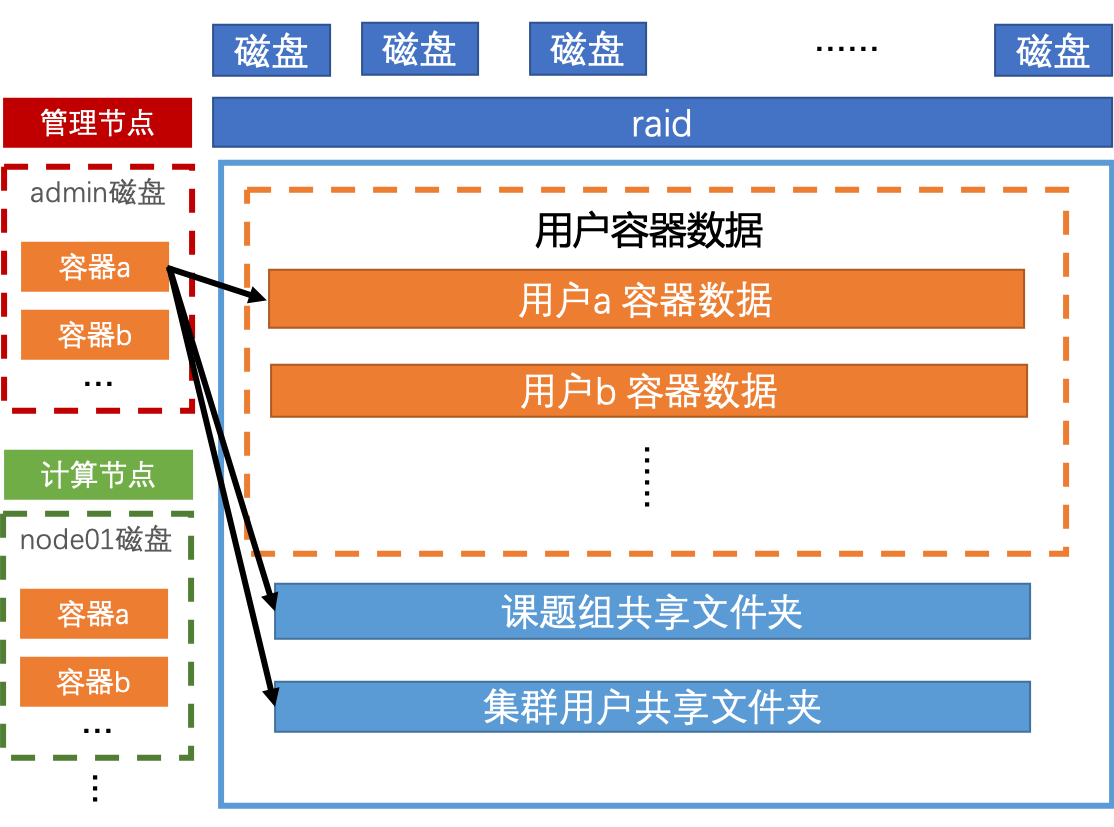 磁盘 磁盘 磁盘 …… 磁盘
管理节点
raid
admin磁盘
容器a
容器b
...
计算节点
node01磁盘
容器a
容器b
...
...
用户容器数据
用户a 容器数据
用户b 容器数据
……
课题组共享文件夹
集群用户共享文件夹